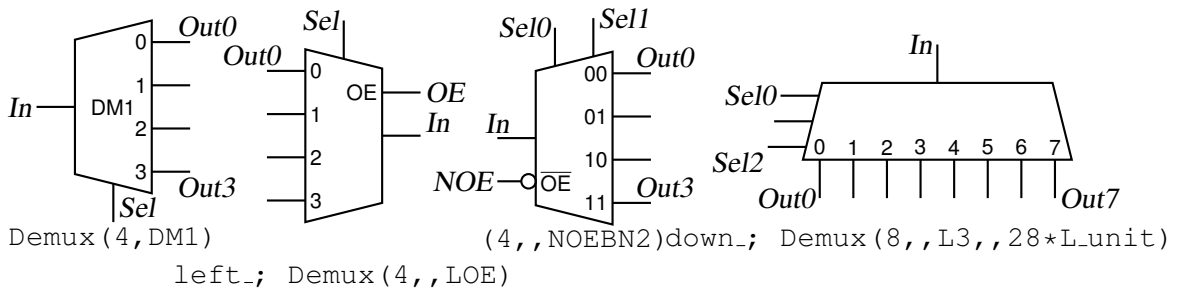 Out0
0
1
In
DM1
2
3
Out3
Sel
Demux(4,DM1)
Sel
Out0
0
OE
OE
1
In
2
3
left_; Demux(4,,LOE)
Sel0
Sel1
00
Out0
01
In
10
NOE
OE
11
Out3
(4,,NOEBN2)
In
Sel0
Sel2
0 1 2 3 4 5 6 7
Out0
Out7
down_; Demux(8,,L3,,28*L_unit)